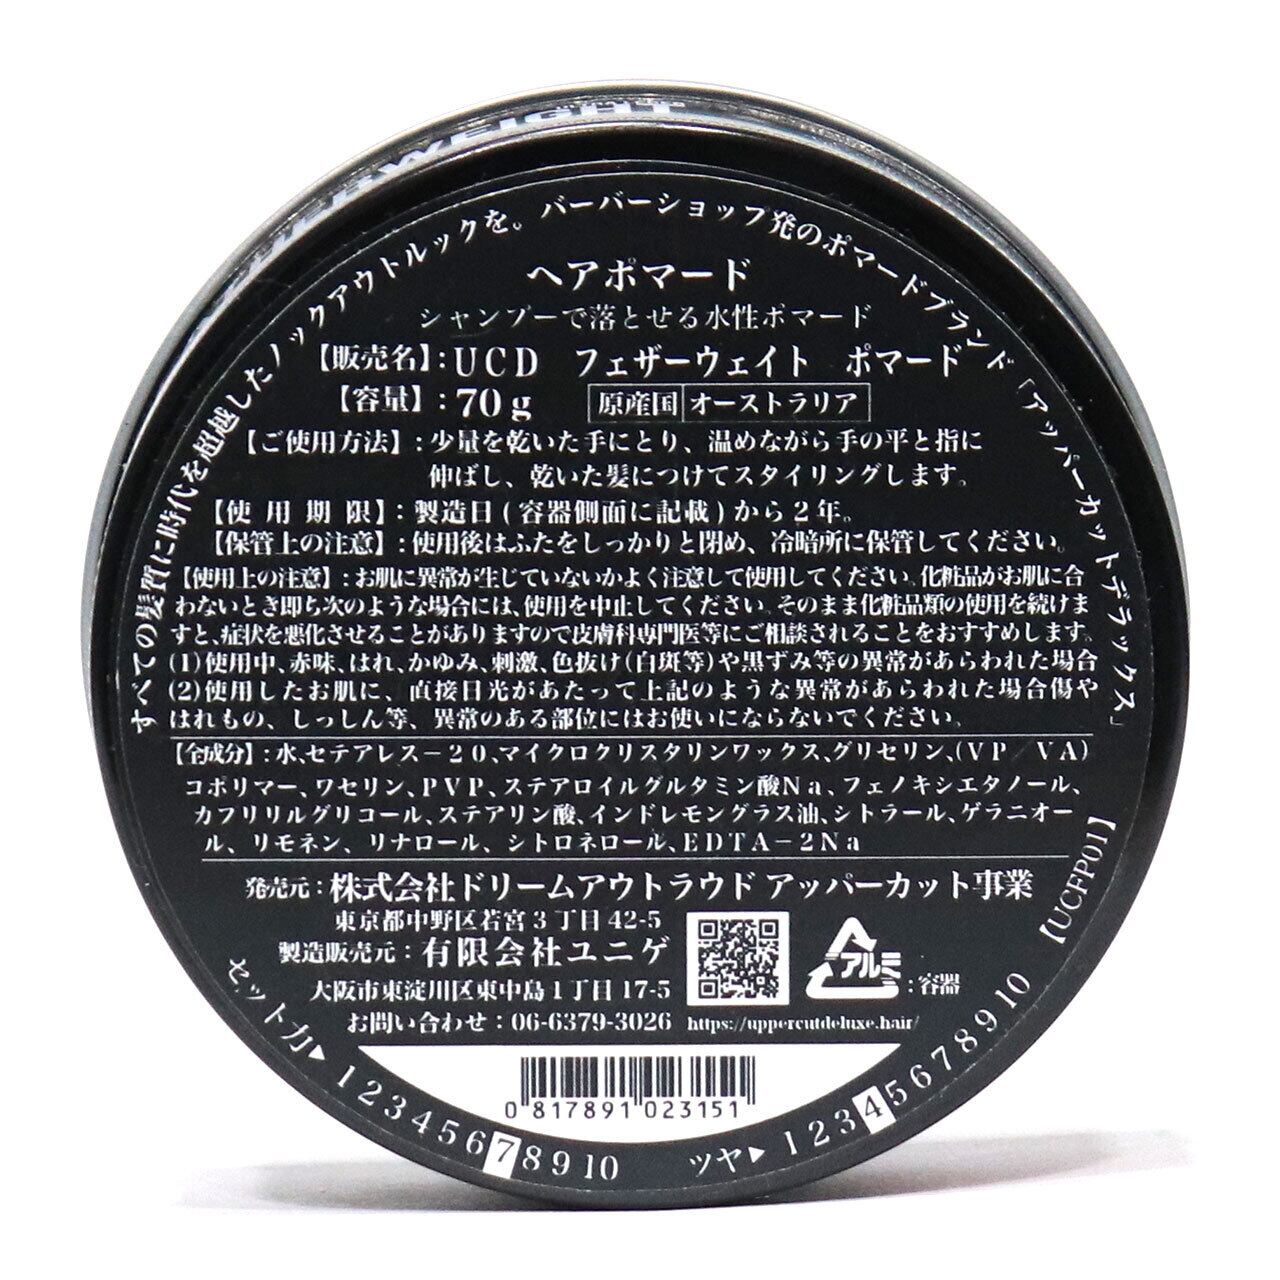 すべての髪質に時代を超越したノックアウトルックを。バーバーショップ発のポマードブランド「アッパーカットデラックス」
ヘアポマード
シャンプーで落とせる水性ポマード
【販売名】:UCD フェザーウェイト ポマード
【容量】:70g 原産国 オーストラリア
【ご使用方法】:少量を乾いた手にとり、温めながら手の平と指に
伸ばし、乾いた髪につけてスタイリングします。
【使用期限】:製造日(容器側面に記載)から2年。
【保管上の注意】:使用後はふたをしっかりと閉め、冷暗所に保管してください。
【使用上の注意】:お肌に異常が生じていないかよく注意して使用してください。化粧品がお肌に合
わないとき即ち次のような場合には、使用を中止してください。そのまま化粧品類の使用を続けま
すと、症状を悪化させることがありますので皮膚科専門医等にご相談されることをおすすめします。
(1)使用中、赤味、はれ、かゆみ、刺激、色抜け(白斑等)や黒ずみ等の異常があらわれた場合
(2)使用したお肌に、直接日光があたって上記のような異常があらわれた場合傷や
はれもの、しっしん等、異常のある部位にはお使いにならないでください。
【全成分】:水、セテアレス－20、マイクロクリスタリンワックス、グリセリン、(VP／VA)
コポリマー、ワセリン、PVP、ステアロイルグルタミン酸Na、フェノキシエタノール、
カプリリルグリコール、ステアリン酸、インドレモングラス油、シトラール、ゲラニオー
ル、リモネン、リナロール、シトロネロール、EDTA－2Na
発売元:株式会社ドリームアウトラウド アッパーカット事業
東京都中野区若宮3丁目42-5
製造販売元:有限会社ユニゲ
大阪市東淀川区東中島1丁目17-5
お問い合わせ:06-6379-3026
アルミ
:容器
https://uppercutdeluxe.hair/
【UCFP01】
0 817891 023151
セット力▶ 1 2 3 4 5 6 7 8 9 10
ツヤ▶ 1 2 3 4 5 6 7 8 9 10